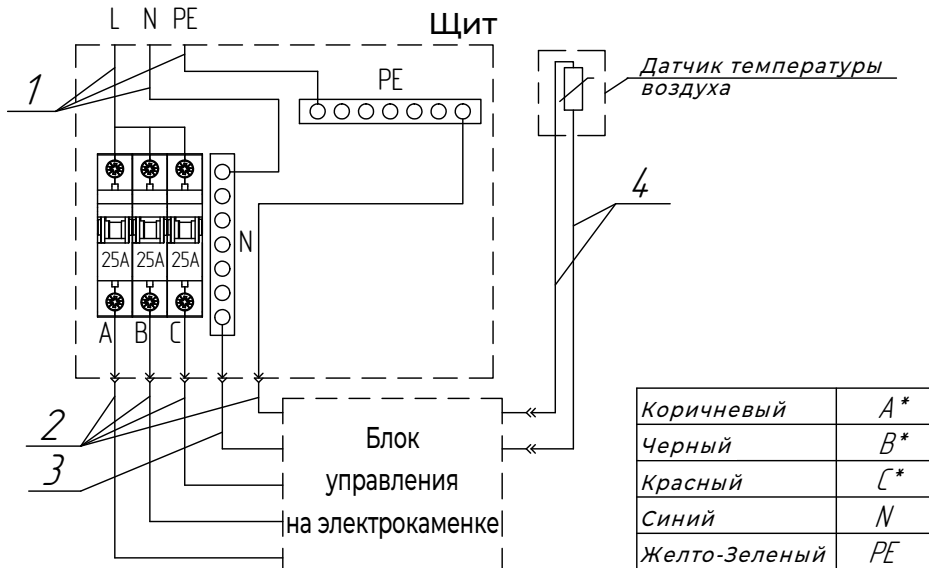 L N PE
Щит
1
PE
Датчик температуры
воздуха
4
N
25A 25A 25A
A B C
2
3
Блок
управления
на электрокаменке
Коричневый A*
Черный B*
Красный C*
Синий N
Желто-Зеленый PE